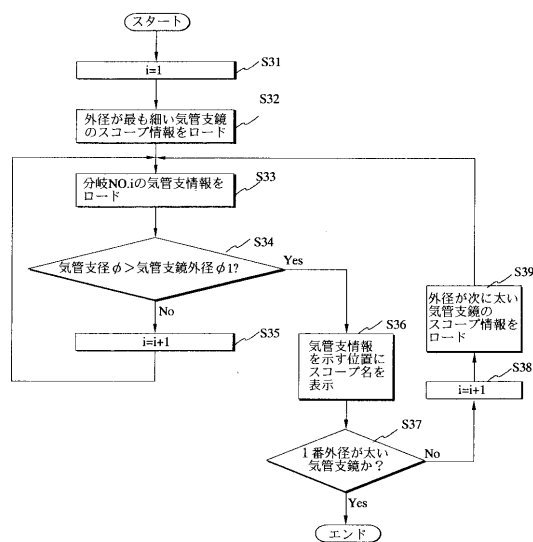 スタート
i=1
S31
外径が最も細い気管支鏡
のスコープ情報をロード
S32
分岐NO.iの気管支情報を
ロード
S33
気管支径φ＞気管支鏡外径φ1?
S34
Yes
No
i=i+1
S35
気管支情報
を示す位置に
スコープ名を
表示
S36
1番外径が太い
気管支鏡か？
S37
No
Yes
i=i+1
S38
外径が次に太い
気管支鏡の
スコープ情報を
ロード
S39
エンド